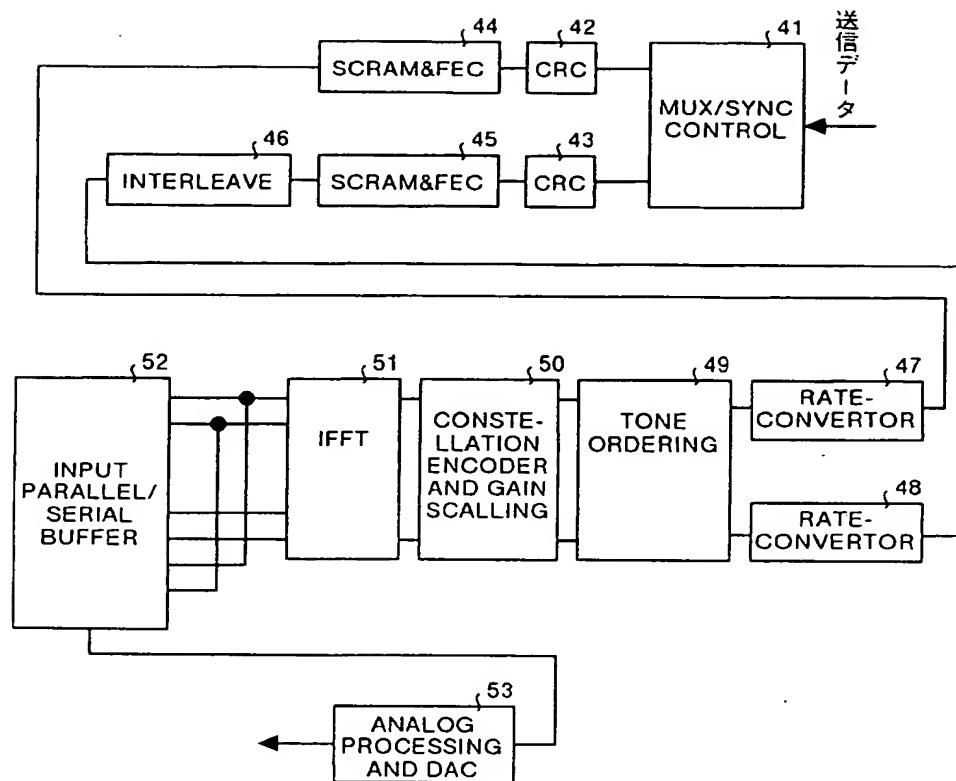 44
SCRAM&FEC
42
CRC
41
MUX/SYNC
CONTROL
送信データ
46
INTERLEAVE
45
SCRAM&FEC
43
CRC
52
INPUT
PARALLEL/
SERIAL
BUFFER
51
IFFT
50
CONSTE-
LLATION
ENCODER
AND GAIN
SCALLING
49
TONE
ORDERING
47
RATE-
CONVERTOR
48
RATE-
CONVERTOR
53
ANALOG
PROCESSING
AND DAC